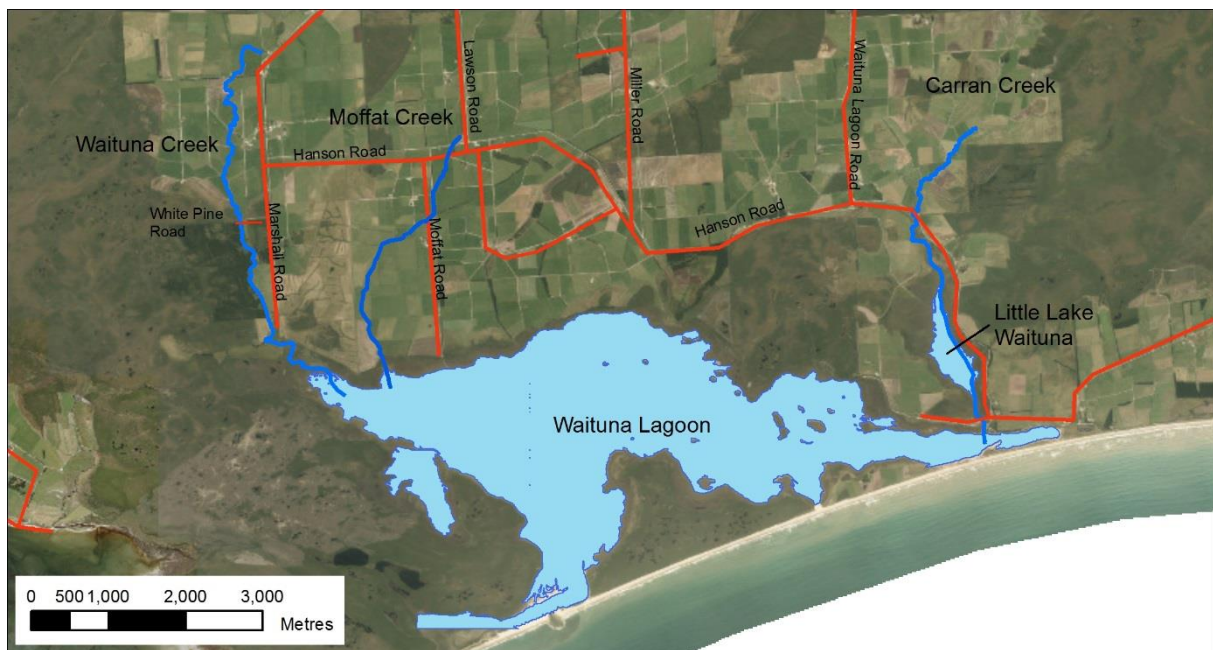 Lawson Road
Waituna Lagoon Road
Carran Creek
Miller Road
Moffat Creek
Waituna Creek
Hanson Road
White Pine
Road
Marshall Road
Moffat Road
Hanson Road
Little Lake
Waituna
Waituna Lagoon
0 500 1,000 2,000 3,000
Metres